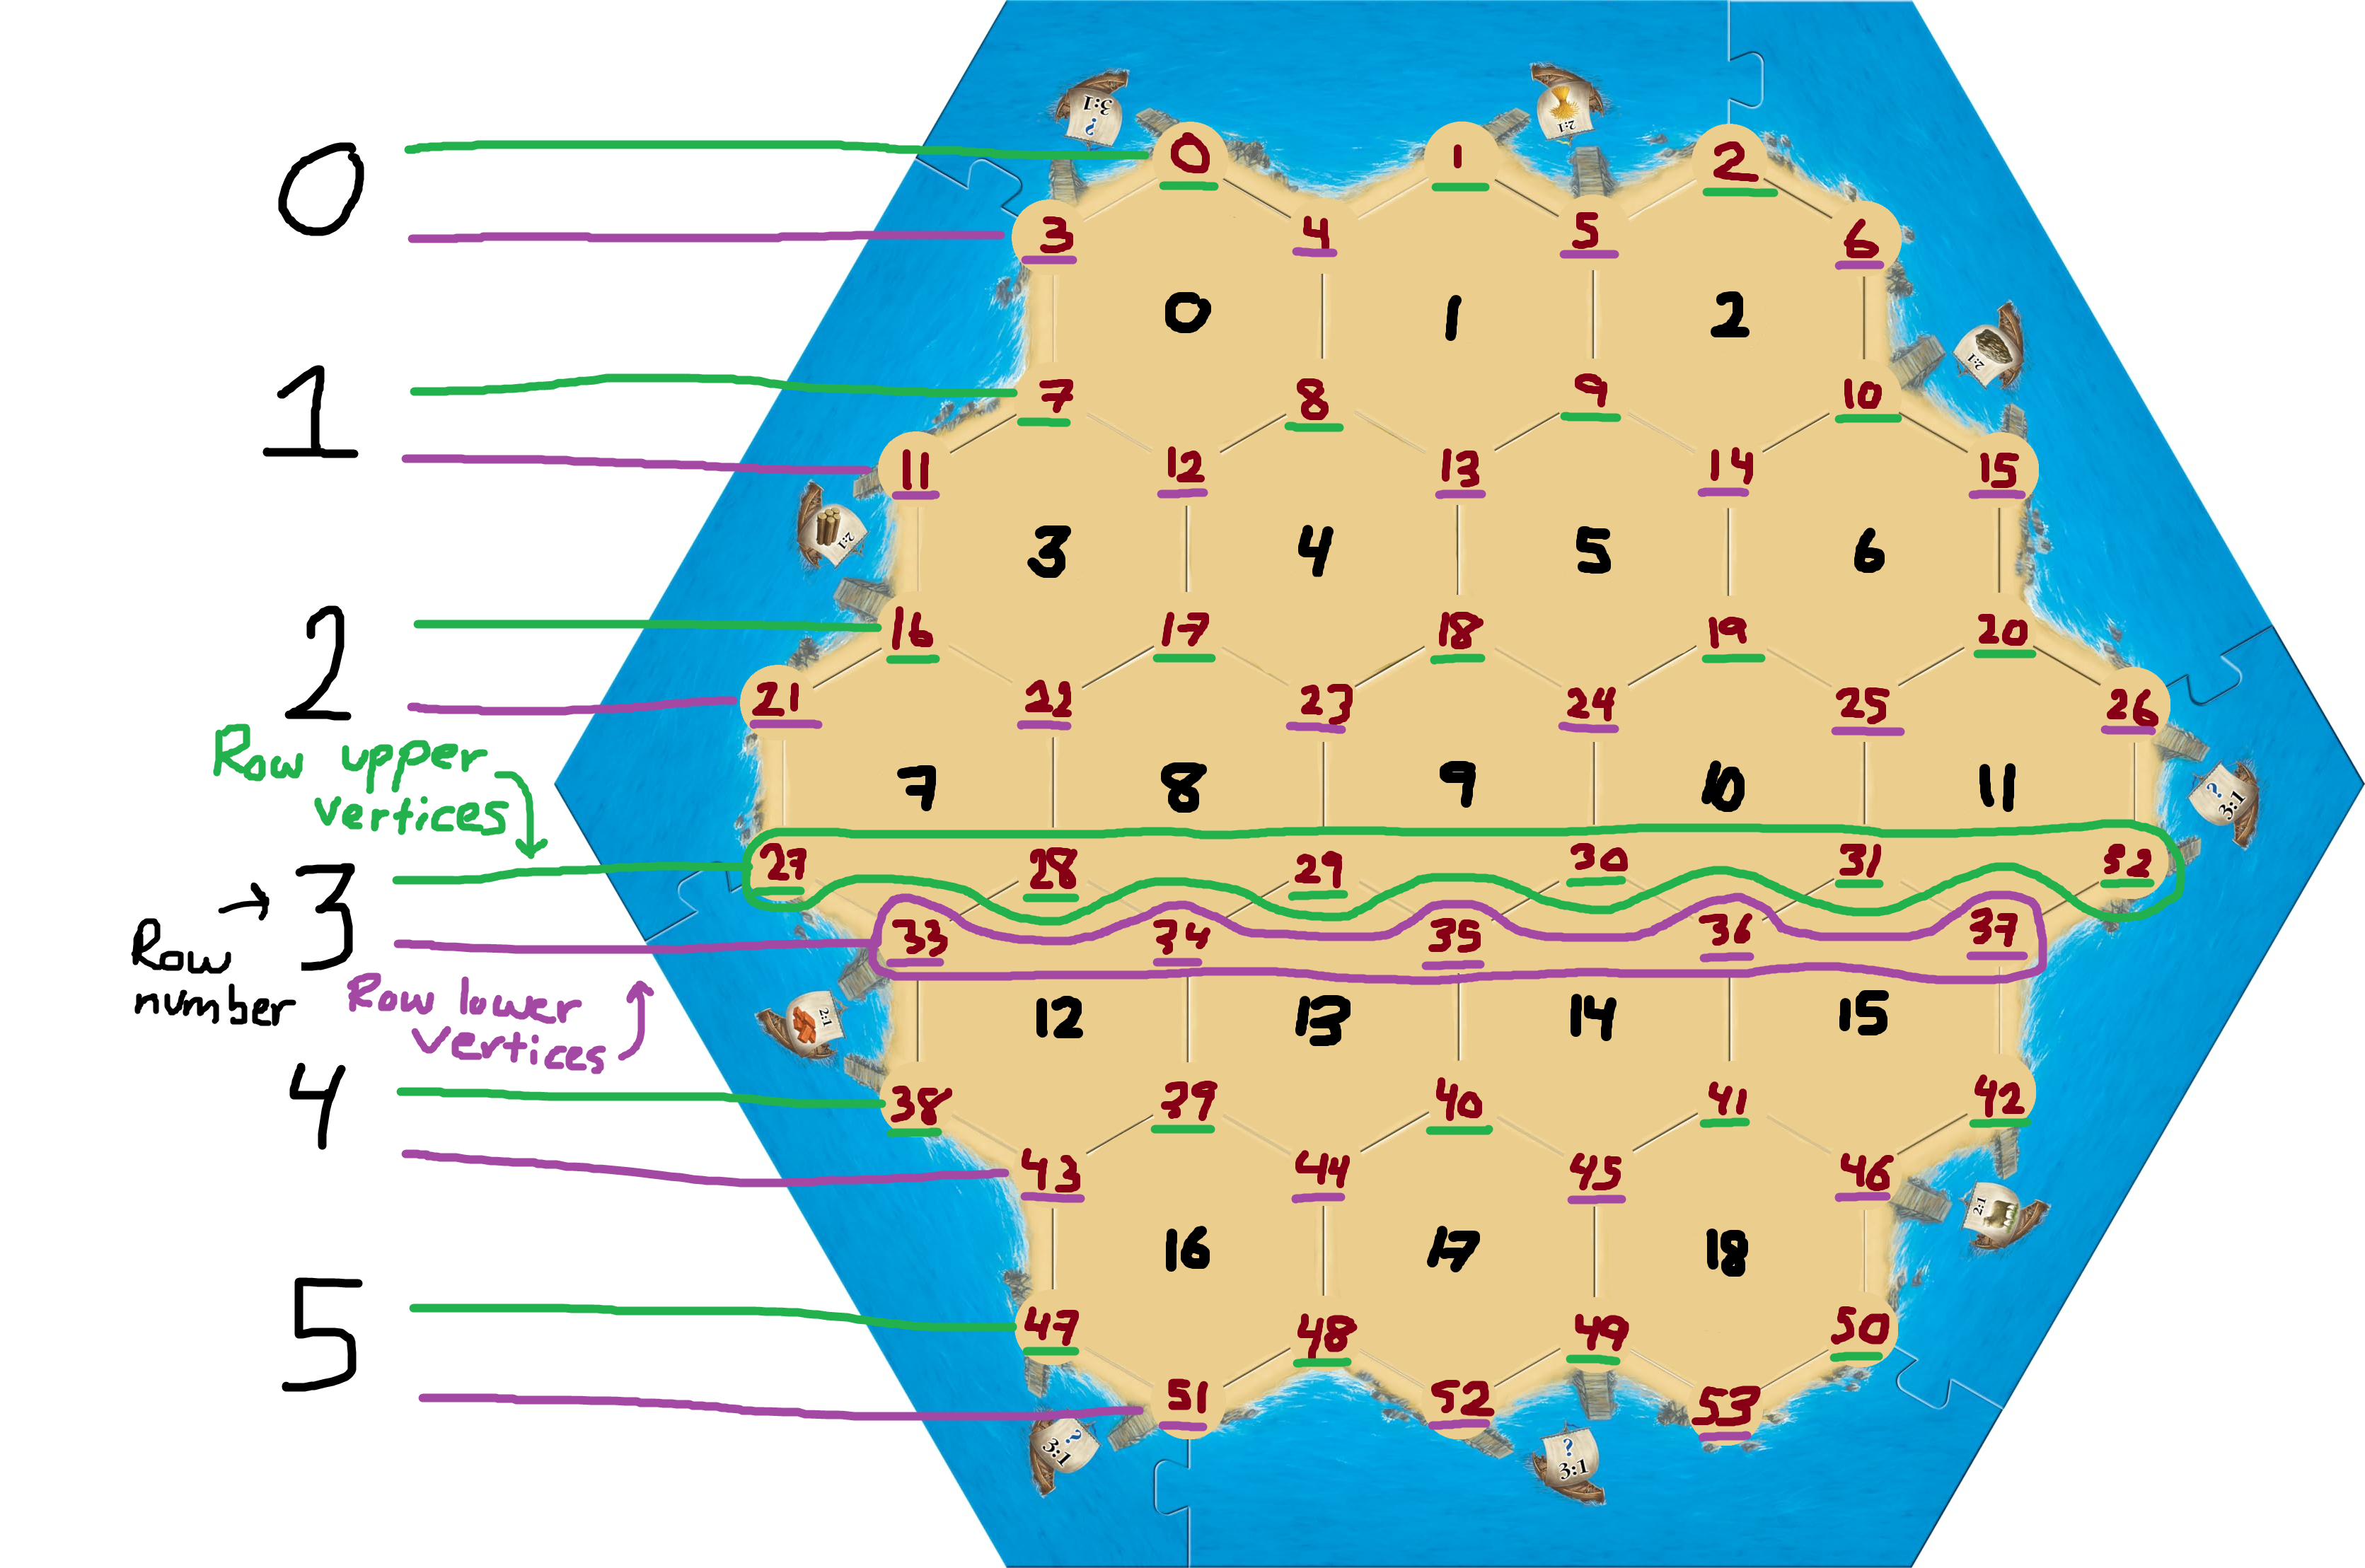 ? 3:1
2:1
0
0 1 2
3 4 5 6
0 1 2
2:1
1
7 8 9 10
11 12 13 14 15
2:1
3 4 5 6
2
16 17 18 19 20
21 22 23 24 25 26
Row upper
vertices
7 8 9 10 11
? 3:1
3
27 28 29 30 31 32
33 34 35 36 37
Row
number
Row lower
vertices
2:1
12 13 14 15
4
38 39 40 41 42
43 44 45 46
2:1
16 17 18
5
47 48 49 50
51 52 53
? 3:1
? 3:1